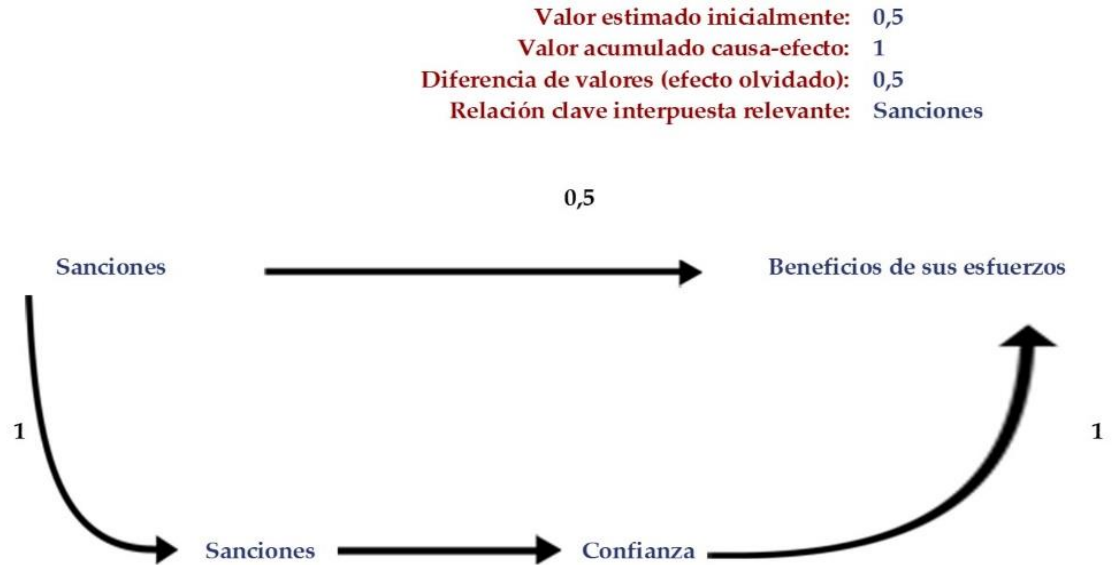 Valor estimado inicialmente: 0,5
Valor acumulado causa-efecto: 1
Diferencia de valores (efecto olvidado): 0,5
Relación clave interpuesta relevante: Sanciones
0,5
Sanciones
Beneficios de sus esfuerzos
1
1
Sanciones
Confianza